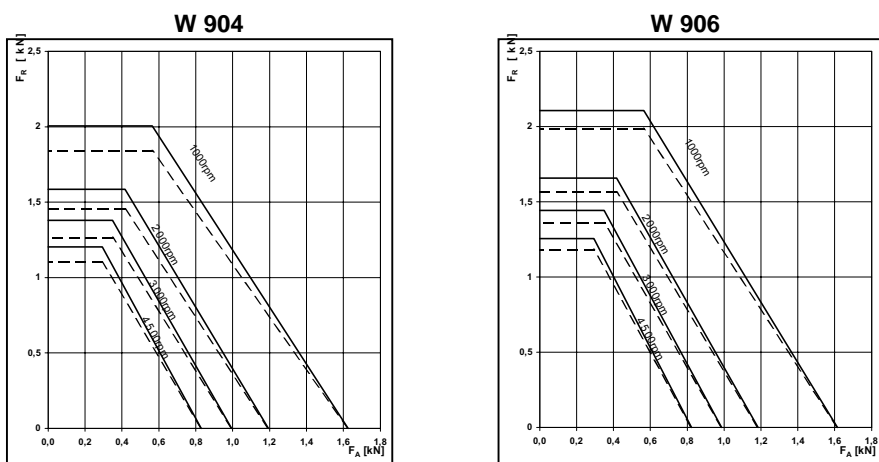 W 904
F_R [ kN]
2,5
2
1,5
1
0,5
0
0,0 0,2 0,4 0,6 0,8 1,0 1,2 1,4 1,6 1,8
F_A [kN]
1000rpm
2000rpm
3000rpm
4500rpm
W 906
F_R [ kN]
2,5
2
1,5
1
0,5
0
0,0 0,2 0,4 0,6 0,8 1,0 1,2 1,4 1,6 1,8
F_A [kN]
1000rpm
2000rpm
3000rpm
4500rpm